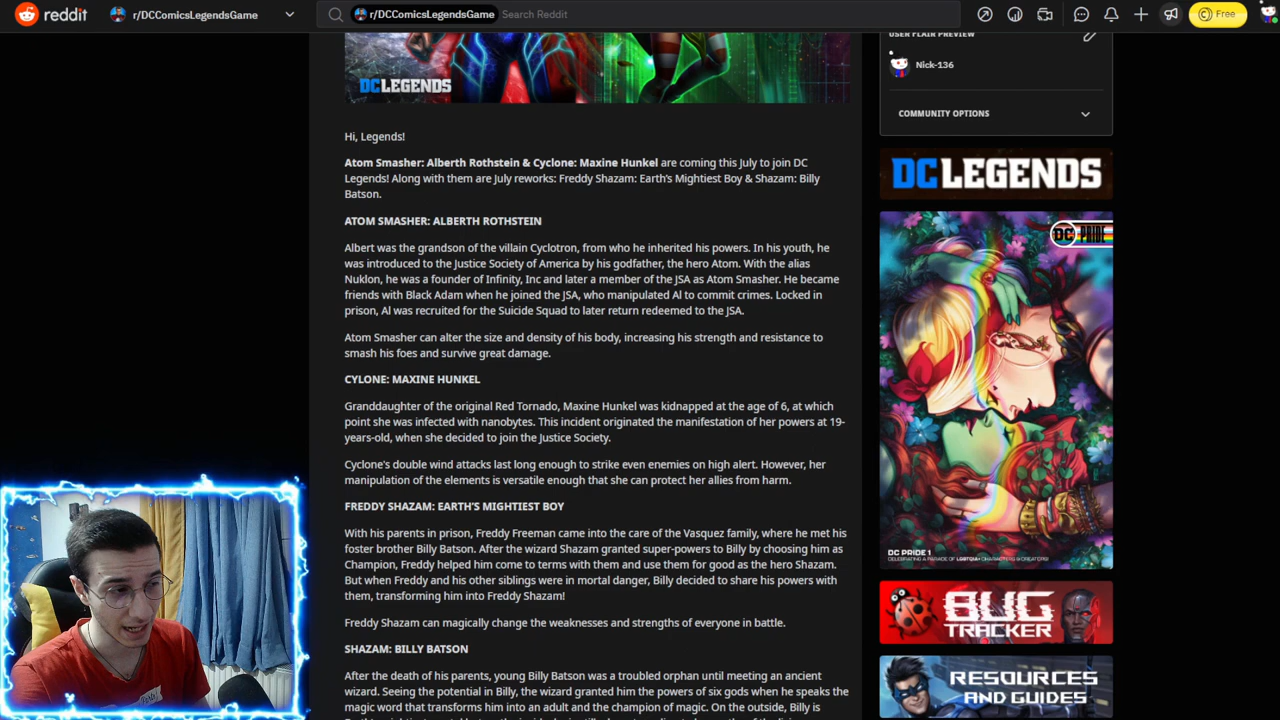 reddit
r/DCComicsLegendsGame
r/DCComicsLegendsGame
Search Reddit
Free
DCLEGENDS
Hi, Legends!
Atom Smasher: Alberth Rothstein & Cyclone: Maxine Hunkel are coming this July to join DC
Legends! Along with them are July reworks: Freddy Shazam: Earth's Mightiest Boy & Shazam: Billy
Batson.
ATOM SMASHER: ALBERTH ROTHSTEIN
Albert was the grandson of the villain Cyclotron, from who he inherited his powers. In his youth, he
was introduced to the Justice Society of America by his godfather, the hero Atom. With the alias
Nuklon, he was a founder of Infinity, Inc and later a member of the JSA as Atom Smasher. He became
friends with Black Adam when he joined the JSA, who manipulated Al to commit crimes. Locked in
prison, Al was recruited for the Suicide Squad to later return redeemed to the JSA.
Atom Smasher can alter the size and density of his body, increasing his strength and resistance to
smash his foes and survive great damage.
CYLONE: MAXINE HUNKEL
Granddaughter of the original Red Tornado, Maxine Hunkel was kidnapped at the age of 6, at which
point she was infected with nanobytes. This incident originated the manifestation of her powers at 19-
years-old, when she decided to join the Justice Society.
Cyclone's double wind attacks last long enough to strike even enemies on high alert. However, her
manipulation of the elements is versatile enough that she can protect her allies from harm.
FREDDY SHAZAM: EARTH'S MIGHTIEST BOY
With his parents in prison, Freddy Freeman came into the care of the Vasquez family, where he met his
foster brother Billy Batson. After the wizard Shazam granted super-powers to Billy by choosing him as
Champion, Freddy helped him come to terms with them and use them for good as the hero Shazam.
But when Freddy and his other siblings were in mortal danger, Billy decided to share his powers with
them, transforming him into Freddy Shazam!
Freddy Shazam can magically change the weaknesses and strengths of everyone in battle.
SHAZAM: BILLY BATSON
After the death of his parents, young Billy Batson was a troubled orphan until meeting an ancient
wizard. Seeing the potential in Billy, the wizard granted him the powers of six gods when he speaks the
magic word that transforms him into an adult and the champion of magic. On the outside, Billy is
USER FLAIR PREVIEW
Nick-136
COMMUNITY OPTIONS
DC LEGENDS
DC PRIDE
DC PRIDE 1
BUG
TRACKER
RESOURCES
AND GUIDES